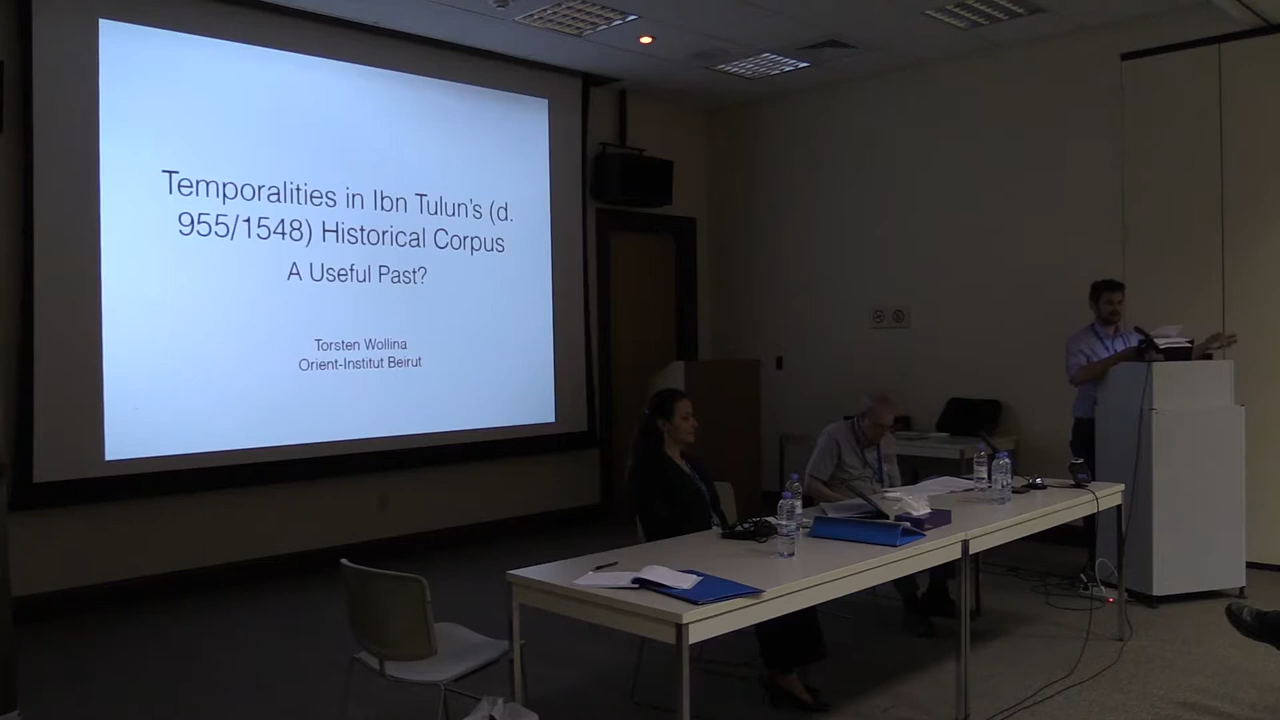 Temporalities in Ibn Tulun's (d.
955/1548) Historical Corpus
A Useful Past?
Torsten Wollina
Orient-Institut Beirut